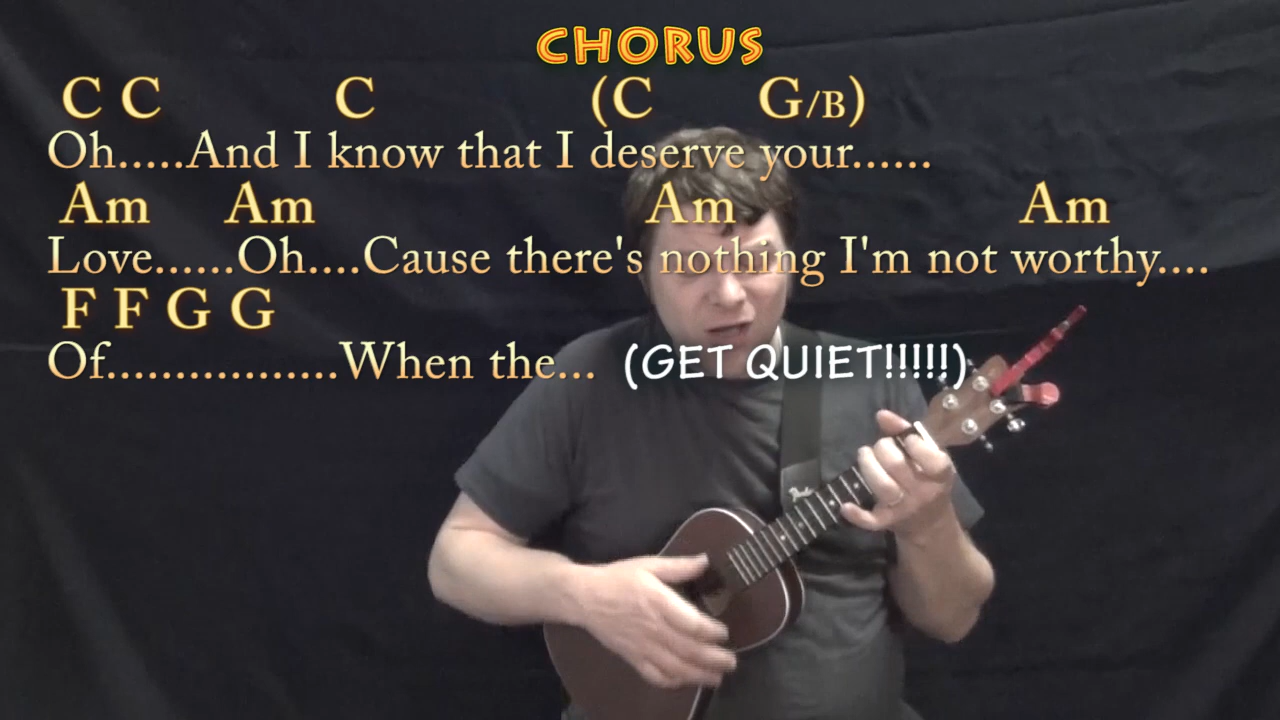 CHORUS
C C C (C G/B)
Oh.....And I know that I deserve your......
Am Am Am Am
Love......Oh....Cause there's nothing I'm not worthy....
F F G G
Of.................When the... (GET QUIET!!!!!)